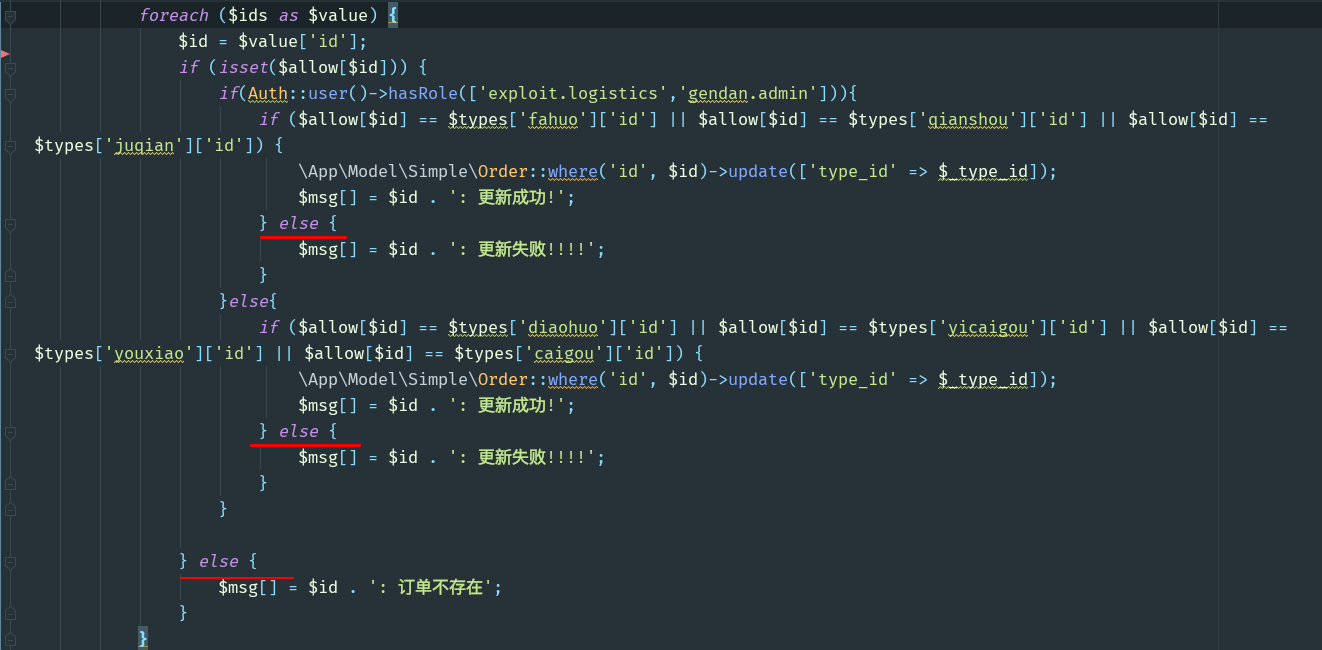 foreach ($ids as $value) {
$id = $value['id'];
if (isset($allow[$id])) {
if(Auth::user()->hasRole(['exploit.logistics','gendan.admin'])){
if ($allow[$id] == $types['fahuo']['id'] || $allow[$id] == $types['qianshou']['id'] || $allow[$id] ==
$types['juqian']['id']) {
\App\Model\Simple\Order::where('id', $id)->update(['type_id' => $_type_id]);
$msg[] = $id . ': 更新成功!';
} else {
$msg[] = $id . ': 更新失败!!!!';
}
}else{
if ($allow[$id] == $types['diaohuo']['id'] || $allow[$id] == $types['yicaigou']['id'] || $allow[$id] ==
$types['youxiao']['id'] || $allow[$id] == $types['caigou']['id']) {
\App\Model\Simple\Order::where('id', $id)->update(['type_id' => $_type_id]);
$msg[] = $id . ': 更新成功!';
} else {
$msg[] = $id . ': 更新失败!!!!';
}
}
} else {
$msg[] = $id . ': 订单不存在';
}
}